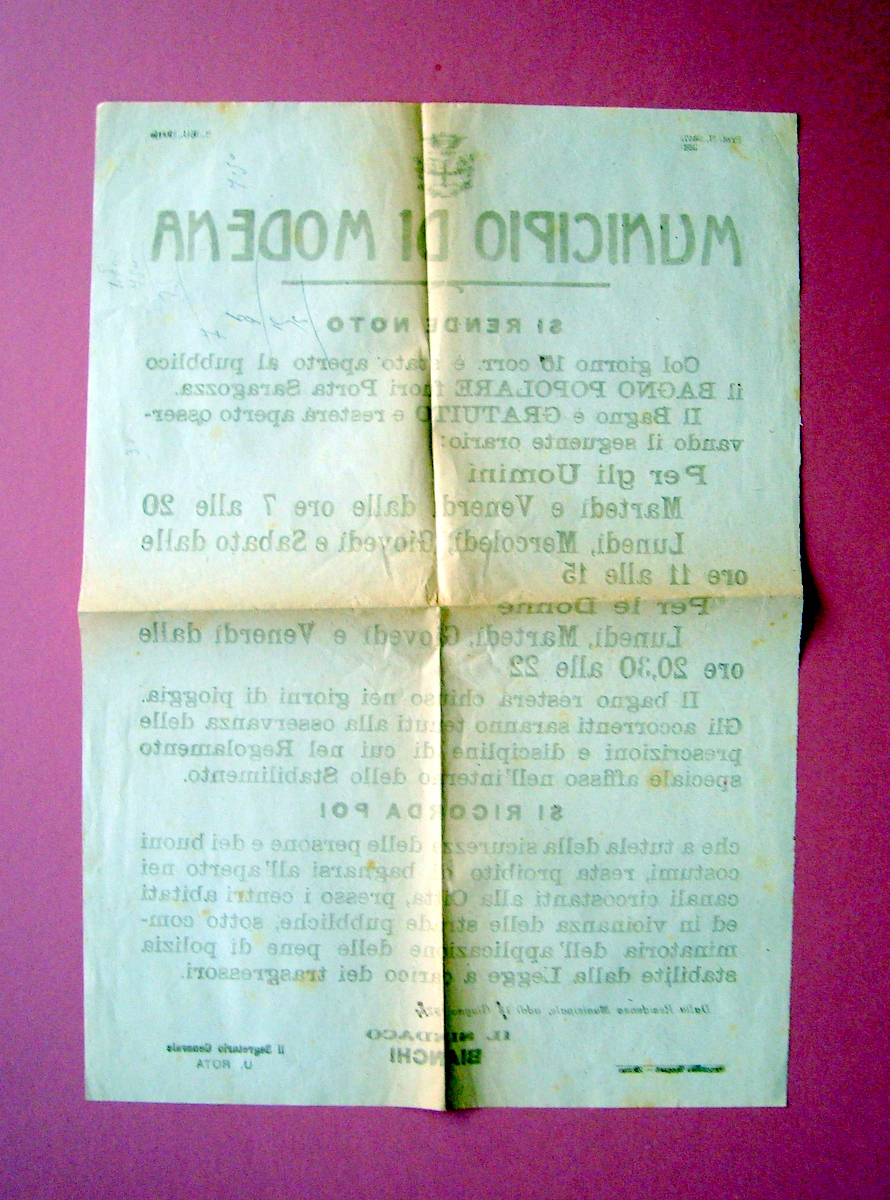 MUNICIPIO DI MODENA
SI RENDE NOTO
Col giorno 16 corr. è stato aperto al pubblico
il BAGNO POPOLARE fuori Porta Saragozza.
Il Bagno è GRATUITO e resterà aperto osser-
vando il seguente orario:
Per gli Uomini
Martedì e Venerdì dalle ore 7 alle 20
Lunedì, Mercoledì, Giovedì e Sabato dalle
ore 11 alle 15
Per le Donne
Lunedì, Martedì, Giovedì e Venerdì dalle
ore 20,30 alle 22
Il bagno resterà chiuso nei giorni di pioggia.
Gli accorrenti saranno tenuti alla osservanza delle
prescrizioni e discipline di cui nel Regolamento
speciale affisso nell'interno dello Stabilimento.
SI RICORDA POI
che a tutela della sicurezza delle persone e dei buoni
costumi, resta proibito di bagnarsi all'aperto nei
canali circostanti alla Città, presso i centri abitati
ed in vicinanza delle strade pubbliche, sotto com-
minatoria dell'applicazione delle pene di polizia
stabilite dalla Legge a carico dei trasgressori.
Dalla Residenza Municipale, addì Giugno
IL SINDACO
BIANCHI
Il Segretario Generale
U. ROTA